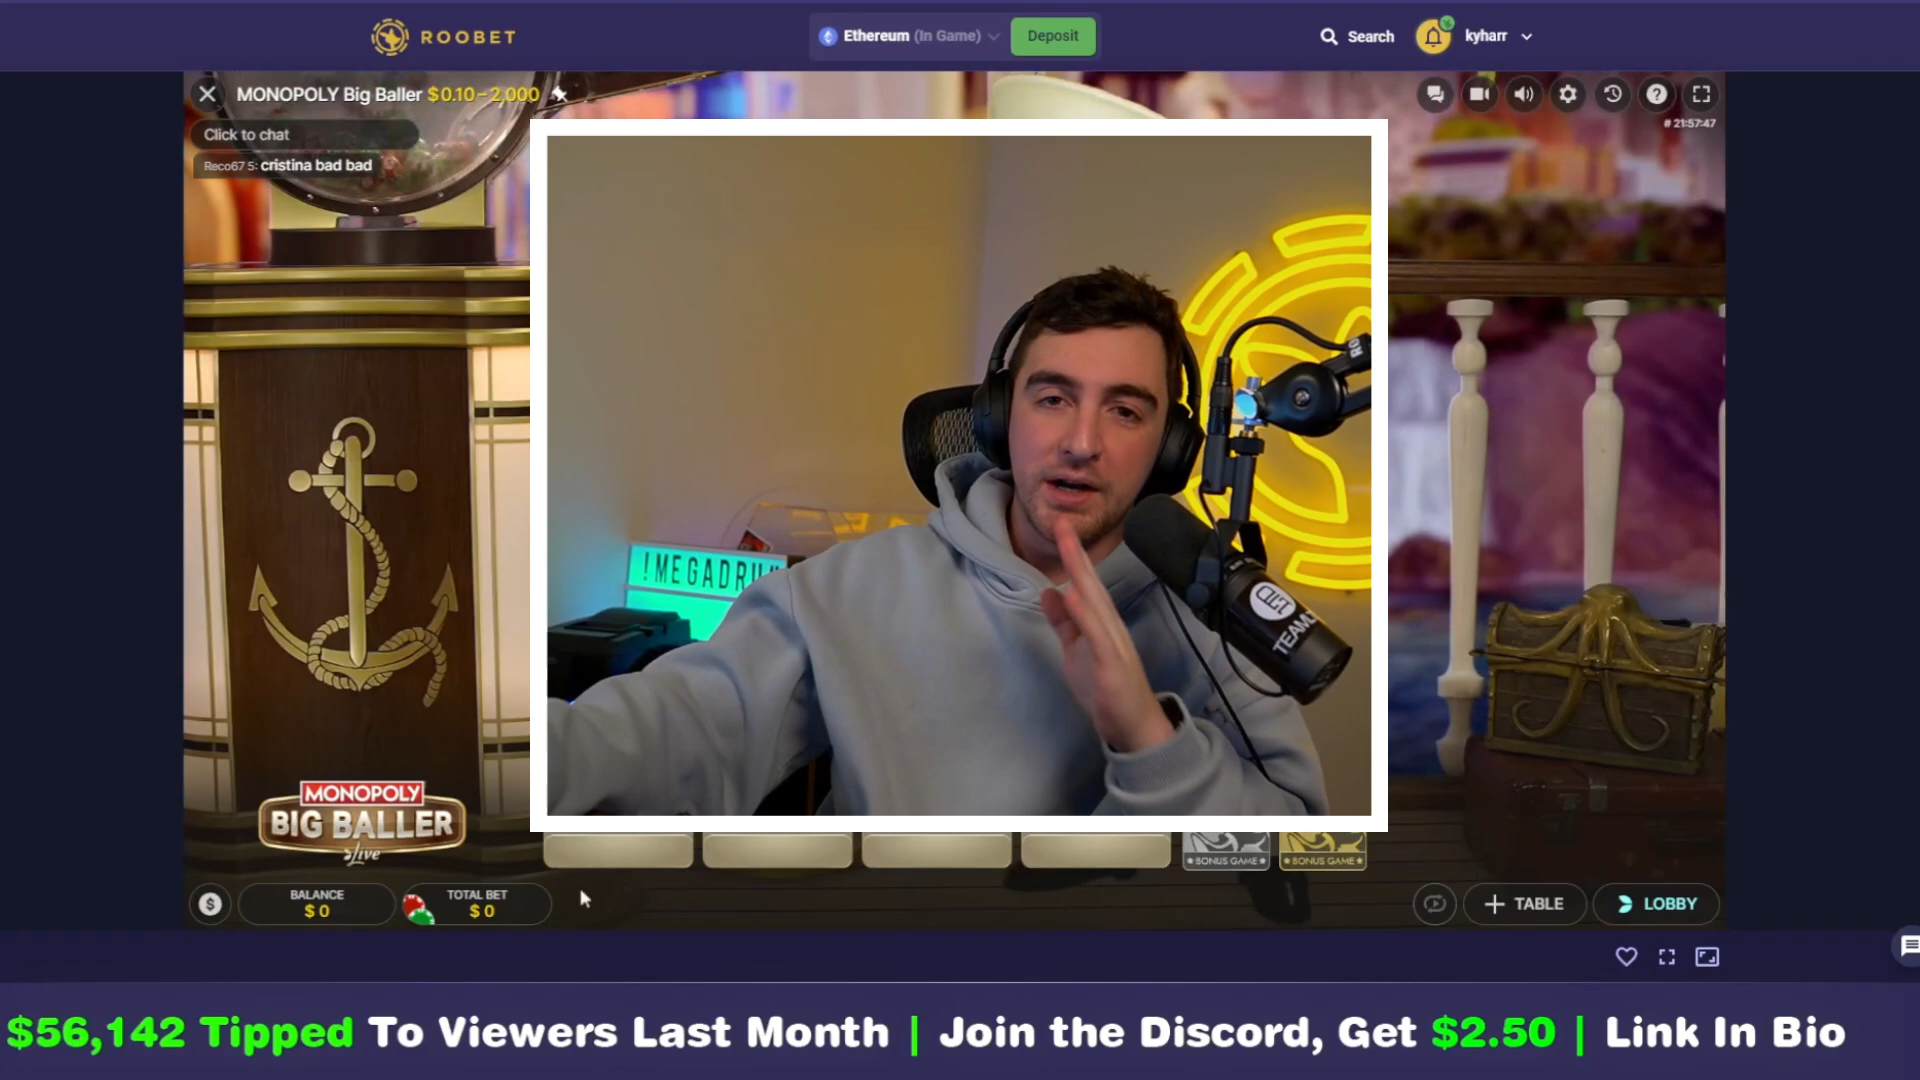 ROOBET
Ethereum (In Game)
Deposit
Search
kyharr
MONOPOLY Big Baller $0.10–2,000
# 21:57:47
Click to chat
Reco67 5: cristina bad bad
!MEGADRU
TEAM
MONOPOLY
BIG BALLER
Live
BONUS GAME
BONUS GAME
BALANCE
$ 0
TOTAL BET
$ 0
TABLE
LOBBY
$56,142 Tipped To Viewers Last Month | Join the Discord, Get $2.50 | Link In Bio